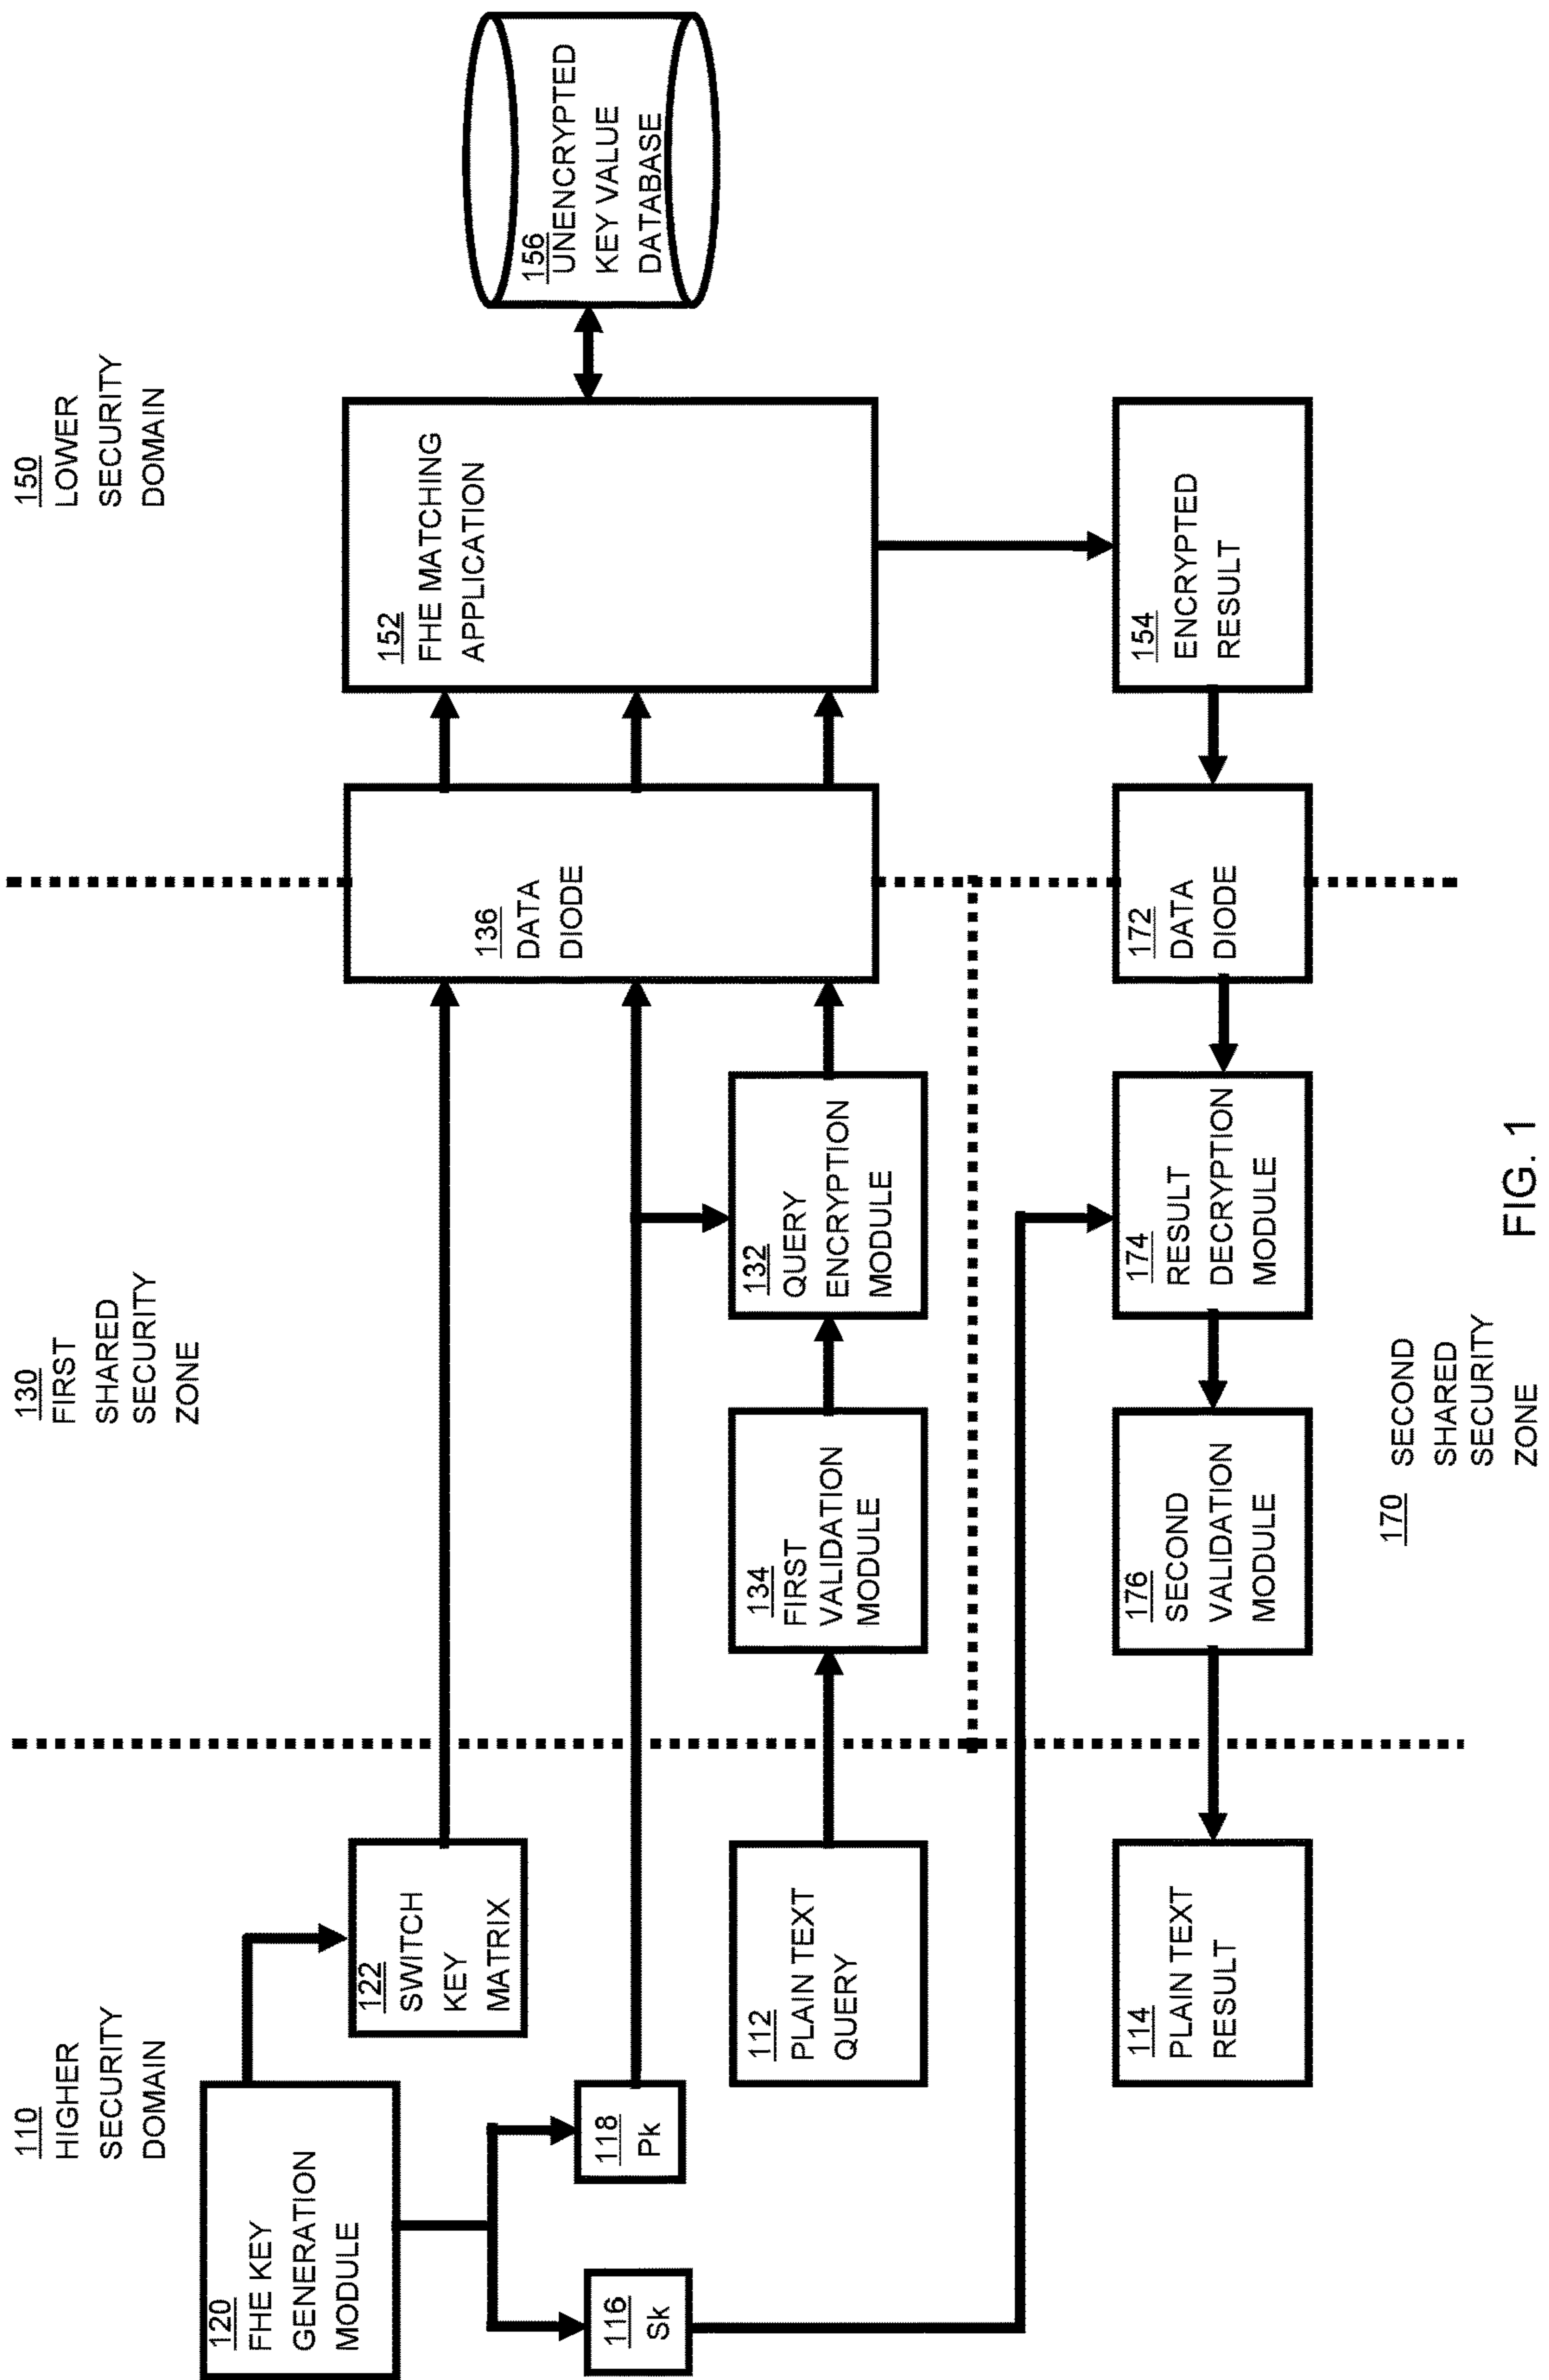 110
HIGHER
SECURITY
DOMAIN
130
FIRST
SHARED
SECURITY
ZONE
150
LOWER
SECURITY
DOMAIN
120
FHE KEY
GENERATION
MODULE
122
SWITCH
KEY
MATRIX
116
Sk
118
Pk
136
DATA
DIODE
152
FHE MATCHING
APPLICATION
156
UNENCRYPTED
KEY VALUE
DATABASE
112
PLAIN TEXT
QUERY
134
FIRST
VALIDATION
MODULE
132
QUERY
ENCRYPTION
MODULE
114
PLAIN TEXT
RESULT
176
SECOND
VALIDATION
MODULE
174
RESULT
DECRYPTION
MODULE
172
DATA
DIODE
154
ENCRYPTED
RESULT
170 SECOND
SHARED
SECURITY
ZONE
FIG. 1